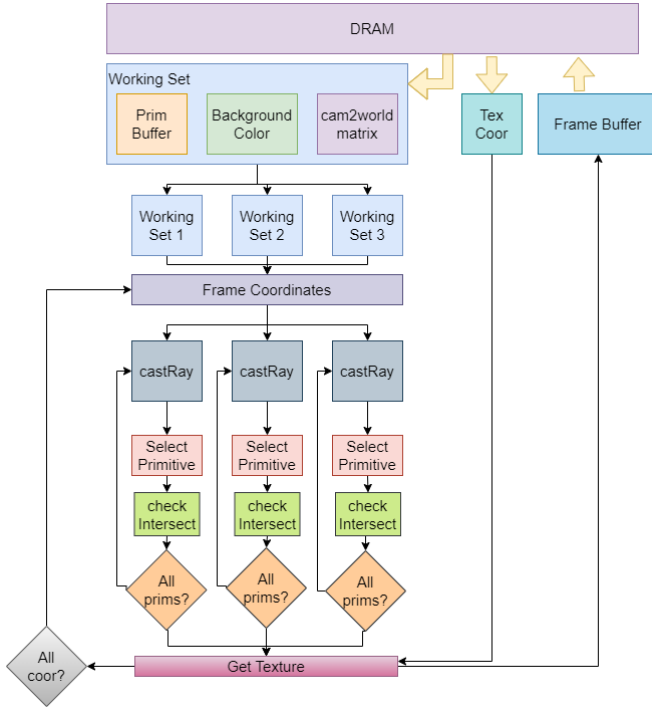 DRAM
Working Set
Prim
Buffer
Background
Color
cam2world
matrix
Tex
Coor
Frame Buffer
Working
Set 1
Working
Set 2
Working
Set 3
Frame Coordinates
castRay
castRay
castRay
Select
Primitive
Select
Primitive
Select
Primitive
check
Intersect
check
Intersect
check
Intersect
All
prims?
All
prims?
All
prims?
All
coor?
Get Texture